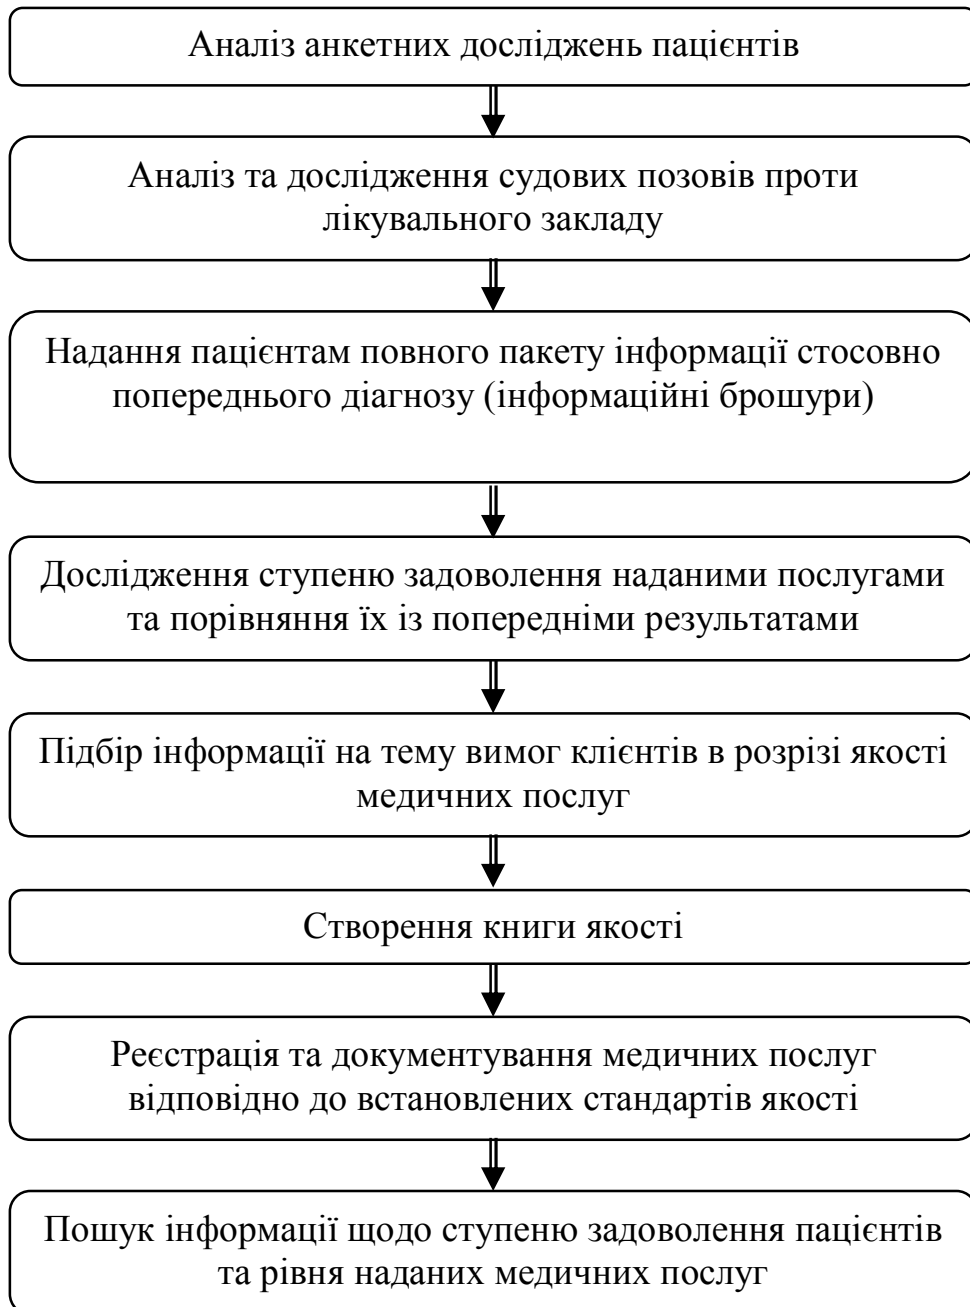 Аналіз анкетних досліджень пацієнтів
Аналіз та дослідження судових позовів проти
лікувального закладу
Надання пацієнтам повного пакету інформації стосовно
попереднього діагнозу (інформаційні брошури)
Дослідження ступеню задоволення наданими послугами
та порівняння їх із попередніми результатами
Підбір інформації на тему вимог клієнтів в розрізі якості
медичних послуг
Створення книги якості
Реєстрація та документування медичних послуг
відповідно до встановлених стандартів якості
Пошук інформації щодо ступеню задоволення пацієнтів
та рівня наданих медичних послуг